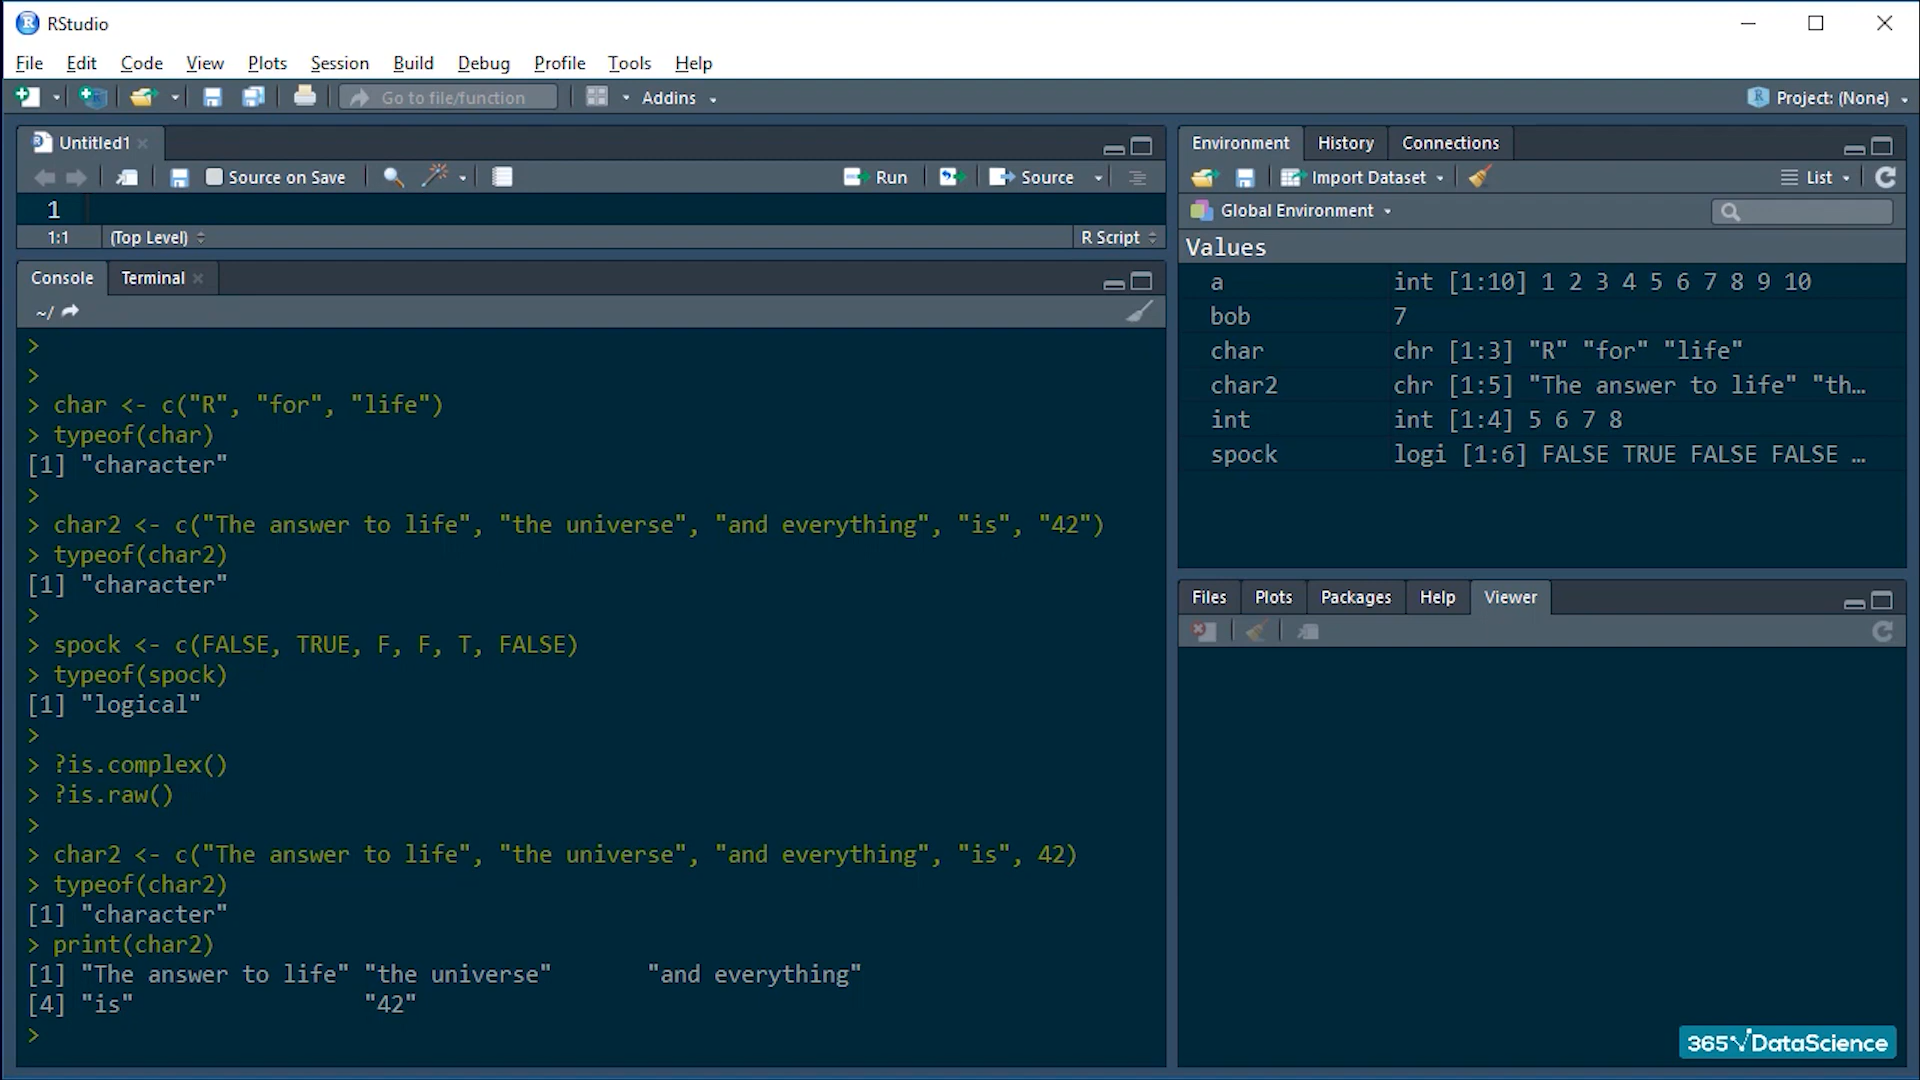 RStudio
File Edit Code View Plots Session Build Debug Profile Tools Help
Go to file/function Addins Project: (None)
Untitled1
Source on Save Run Source
1
1:1 (Top Level) R Script
Console Terminal
~/
>
>
> char <- c("R", "for", "life")
> typeof(char)
[1] "character"
>
> char2 <- c("The answer to life", "the universe", "and everything", "is", "42")
> typeof(char2)
[1] "character"
>
> spock <- c(FALSE, TRUE, F, F, T, FALSE)
> typeof(spock)
[1] "logical"
>
> ?is.complex()
> ?is.raw()
>
> char2 <- c("The answer to life", "the universe", "and everything", "is", 42)
> typeof(char2)
[1] "character"
> print(char2)
[1] "The answer to life" "the universe"       "and everything"
[4] "is"                 "42"
>
Environment History Connections
Import Dataset List
Global Environment
Values
a int [1:10] 1 2 3 4 5 6 7 8 9 10
bob 7
char chr [1:3] "R" "for" "life"
char2 chr [1:5] "The answer to life" "th…
int int [1:4] 5 6 7 8
spock logi [1:6] FALSE TRUE FALSE FALSE …
Files Plots Packages Help Viewer
365 DataScience